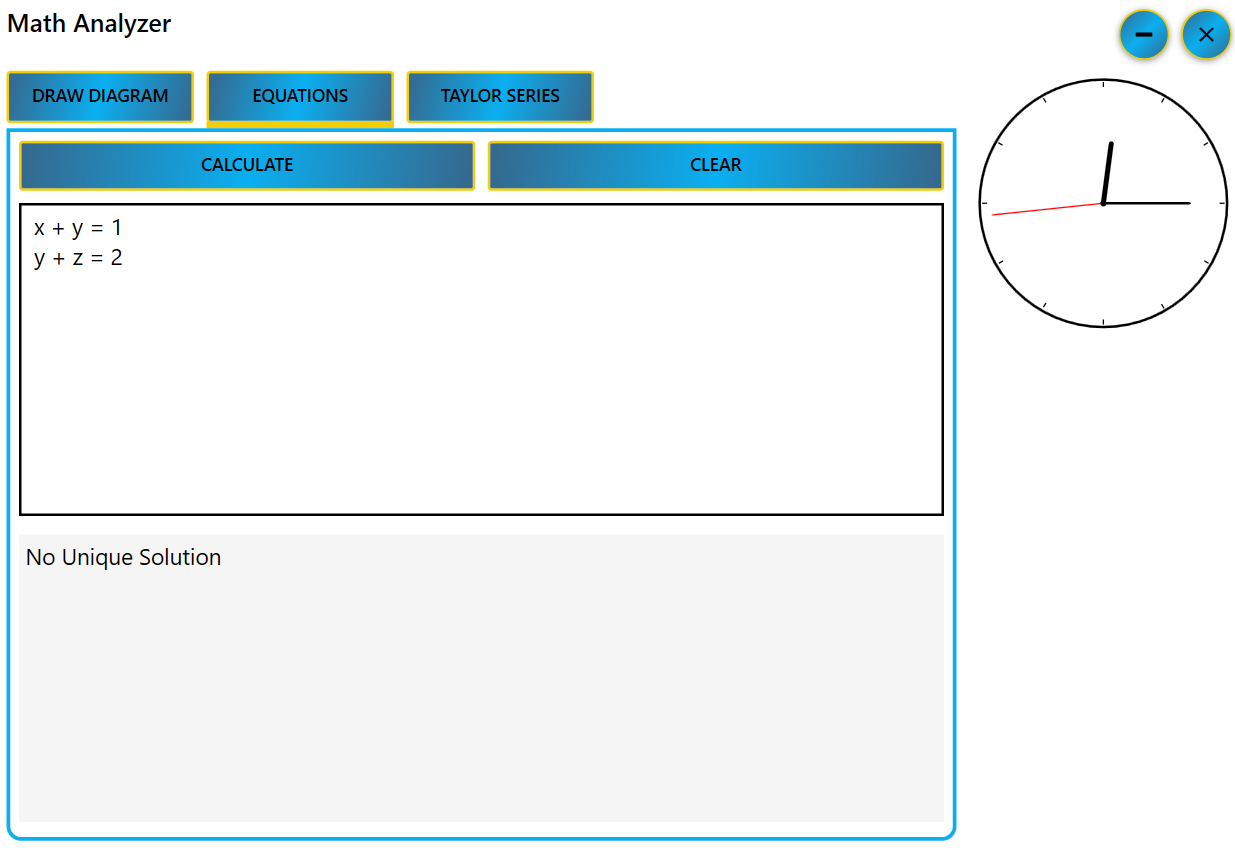 Math Analyzer
DRAW DIAGRAM
EQUATIONS
TAYLOR SERIES
CALCULATE
CLEAR
x + y = 1
y + z = 2
No Unique Solution